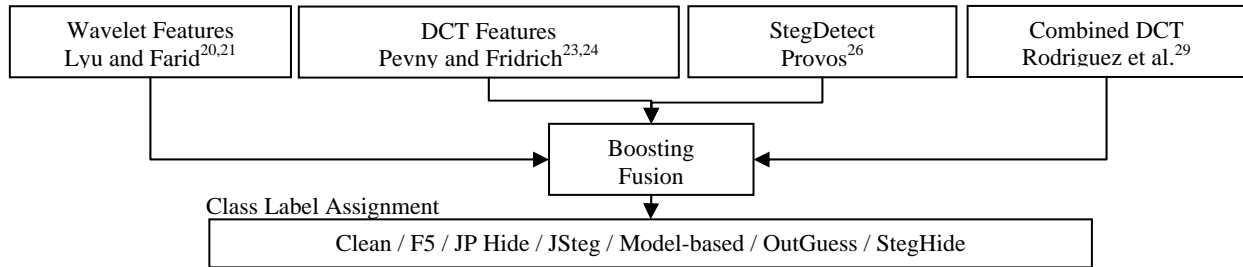 Wavelet Features
Lyu and Farid20,21
DCT Features
Pevny and Fridrich23,24
StegDetect
Provos26
Combined DCT
Rodriguez et al.29
Boosting
Fusion
Class Label Assignment
Clean / F5 / JP Hide / JSteg / Model-based / OutGuess / StegHide